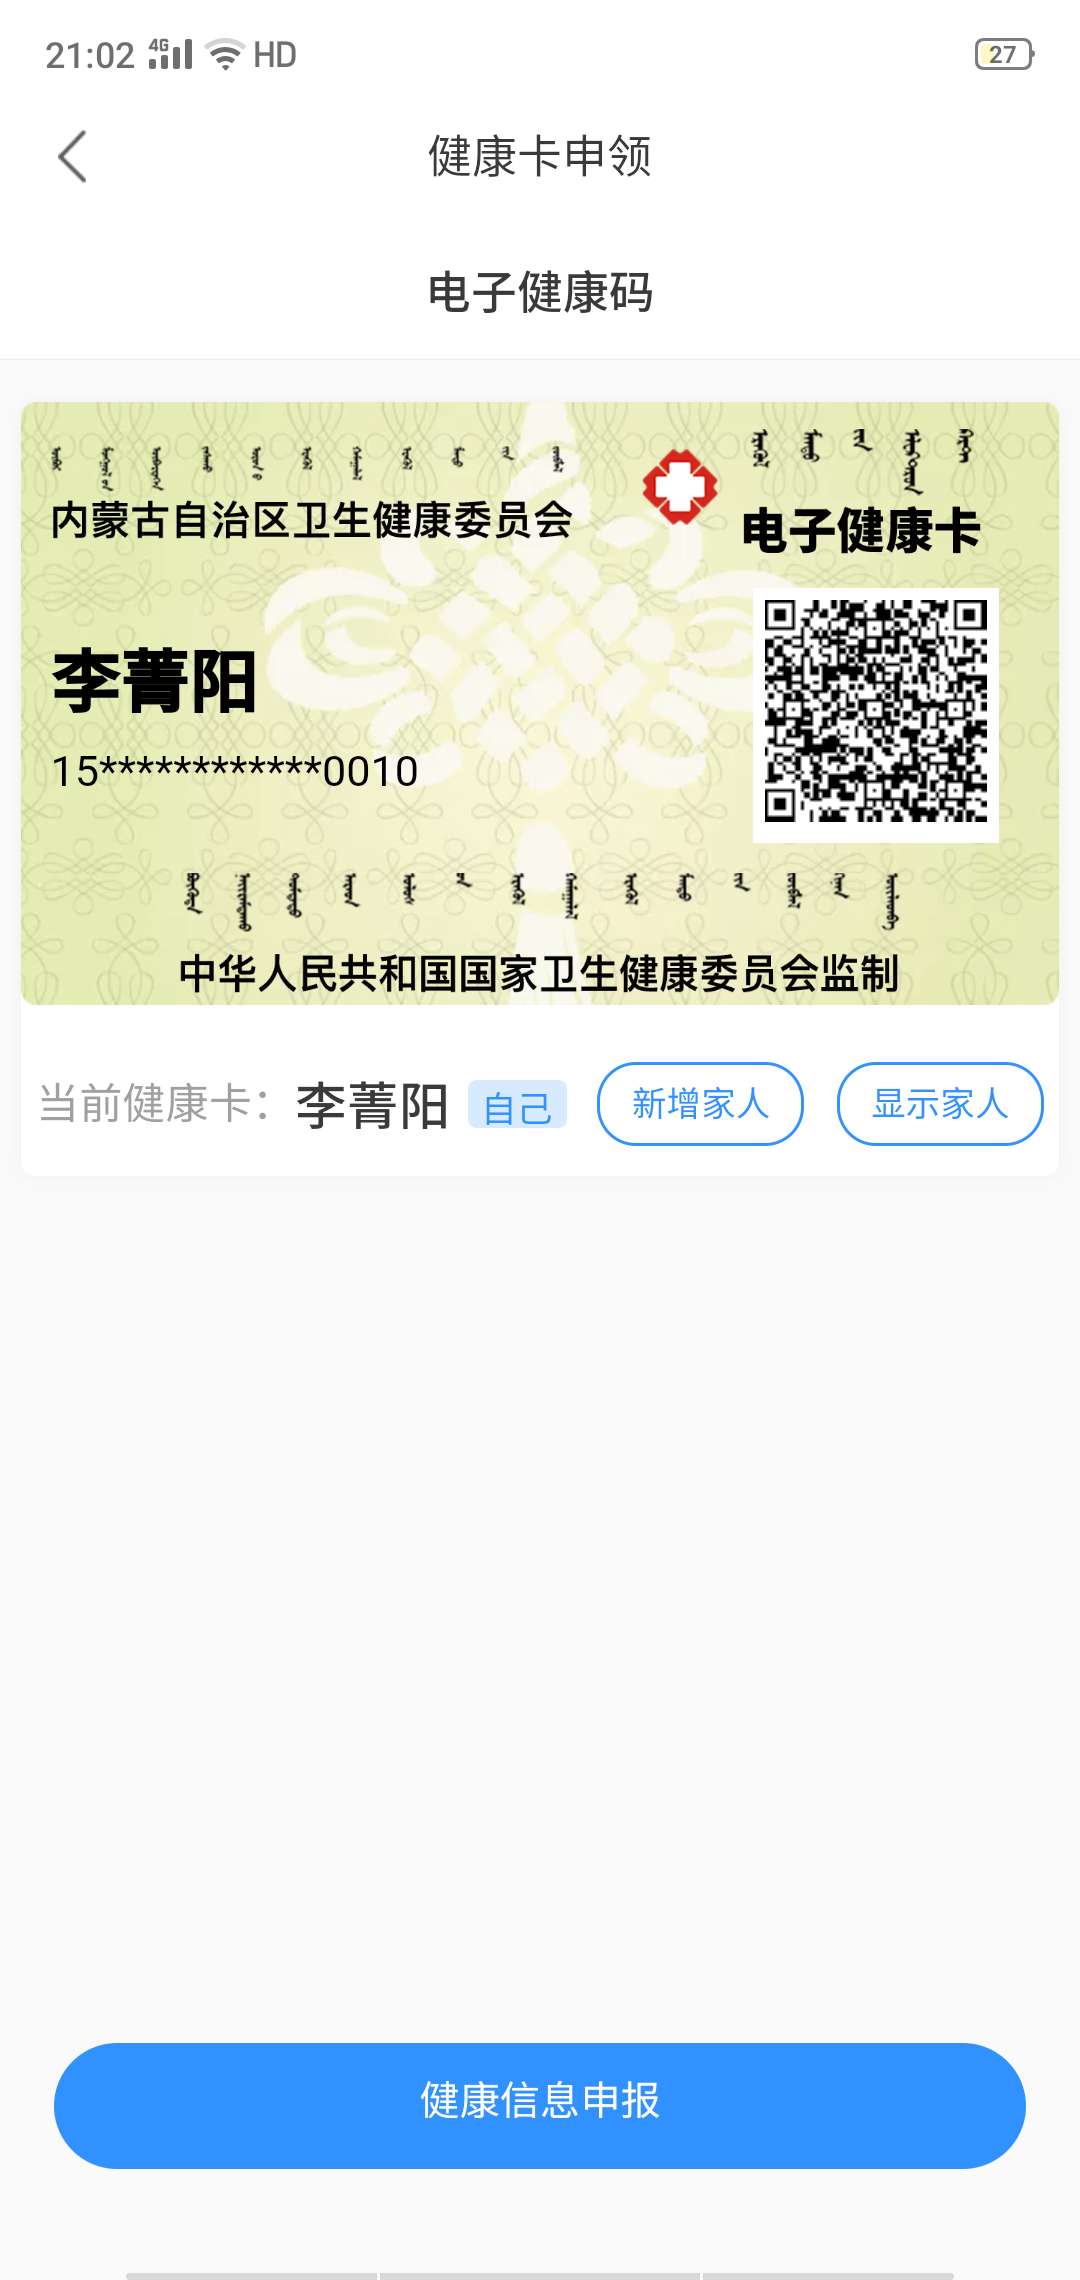 21:02 4G HD 27
健康卡申领
电子健康码
内蒙古自治区卫生健康委员会
电子健康卡
李菁阳
15************0010
中华人民共和国国家卫生健康委员会监制
当前健康卡：李菁阳 自己 新增家人 显示家人
健康信息申报